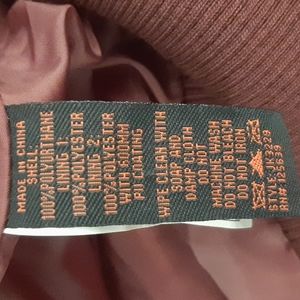 MADE IN CHINA
SHELL:
100% POLYURETHANE
LINING 1:
100% POLYESTER
LINING 2:
100% POLYESTER
WITH
PU COATING
WIPE CLEAN WITH
SOAP AND
DAMP CLOTH
DO NOT
MACHINE WASH
DO NOT BLEACH
DO NOT IRON